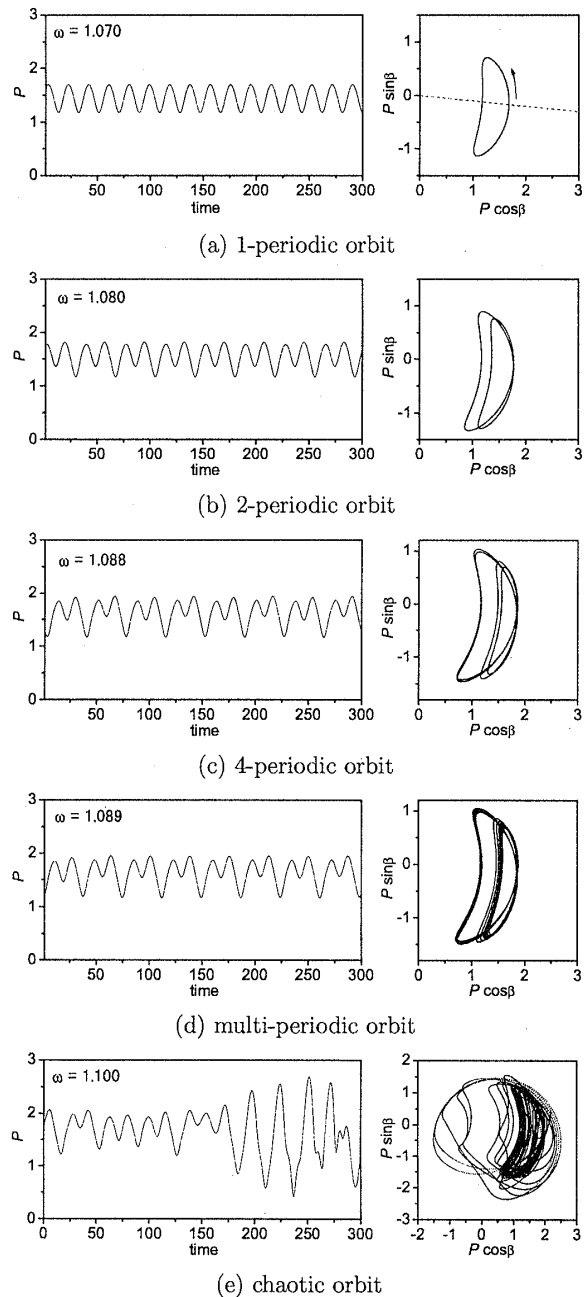 ω = 1.070
3
2
1
0
P
50 100 150 200 250 300
time
1
0
-1
P sinβ
0 1 2 3
P cosβ
(a) 1-periodic orbit
ω = 1.080
3
2
1
0
P
50 100 150 200 250 300
time
1
0
-1
P sinβ
0 1 2 3
P cosβ
(b) 2-periodic orbit
ω = 1.088
3
2
1
0
P
50 100 150 200 250 300
time
1
0
-1
P sinβ
0 1 2 3
P cosβ
(c) 4-periodic orbit
ω = 1.089
3
2
1
0
P
50 100 150 200 250 300
time
1
0
-1
P sinβ
0 1 2 3
P cosβ
(d) multi-periodic orbit
ω = 1.100
3
2
1
0
P
0 50 100 150 200 250 300
time
2
1
0
-1
-2
-3
P sinβ
-2 -1 0 1 2 3
P cosβ
(e) chaotic orbit